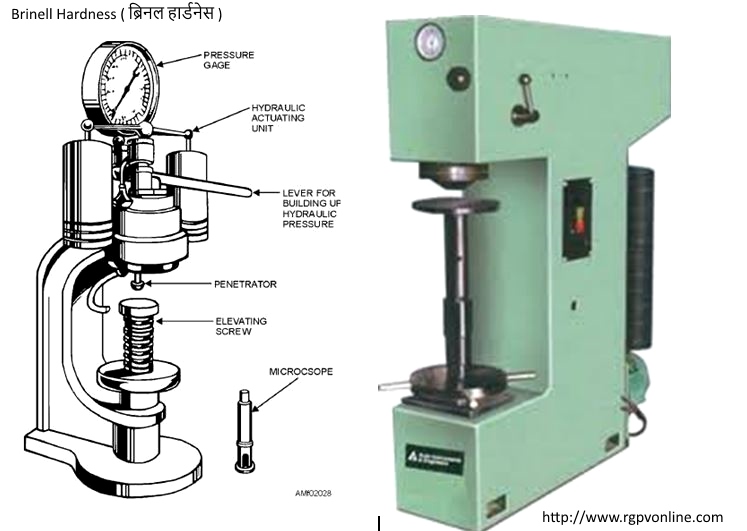 Brinell Hardness ( ब्रिनल हार्डनेस )
PRESSURE
GAGE
HYDRAULIC
ACTUATING
UNIT
LEVER FOR
BUILDING UP
HYDRAULIC
PRESSURE
PENETRATOR
ELEVATING
SCREW
MICROCSOPE
AMf02028
http://www.rgpvonline.com